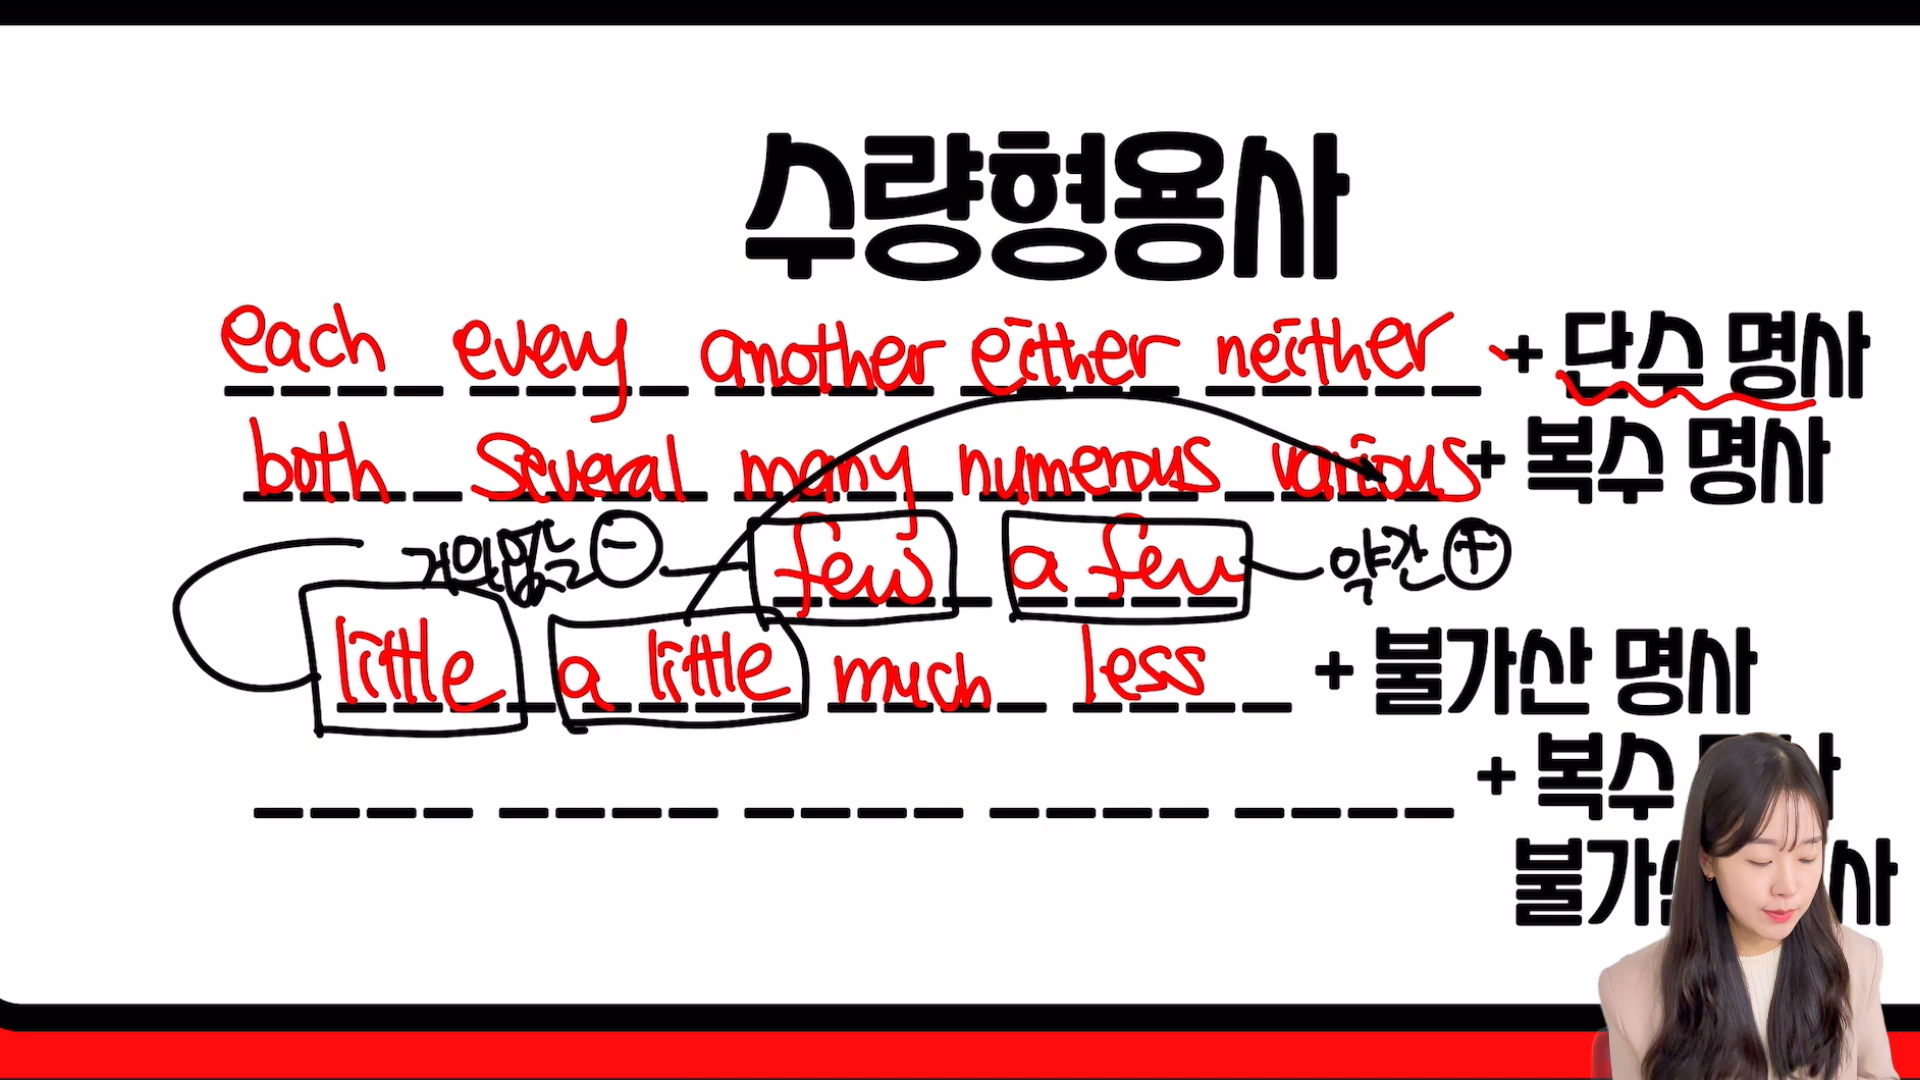 수량형용사
each every another either neither + 단수 명사
both several many numerous various + 복수 명사
거의없는 - few a few 약간 +
little a little much less + 불가산 명사
+ 복수